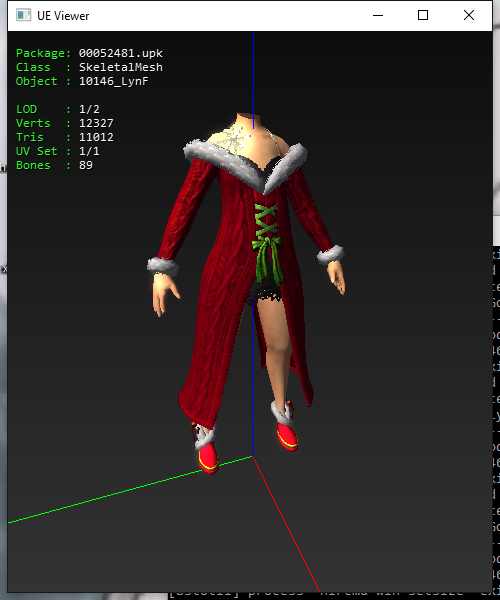 UE Viewer
Package: 00052481.upk
Class : SkeletalMesh
Object : 10146_LynF
LOD : 1/2
Verts : 12327
Tris : 11012
UV Set : 1/1
Bones : 89